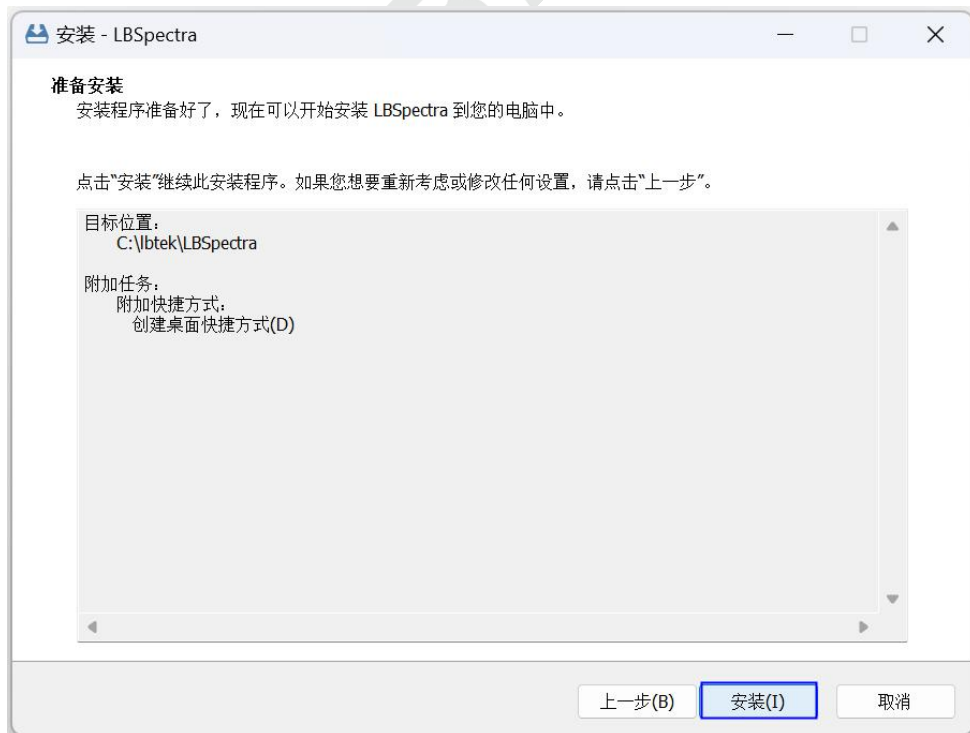 安装 - LBSpectra
准备安装
安装程序准备好了，现在可以开始安装 LBSpectra 到您的电脑中。
点击“安装”继续此安装程序。如果您想要重新考虑或修改任何设置，请点击“上一步”。
目标位置：
C:\lbtek\LBSpectra
附加任务：
附加快捷方式：
创建桌面快捷方式(D)
上一步(B)
安装(I)
取消